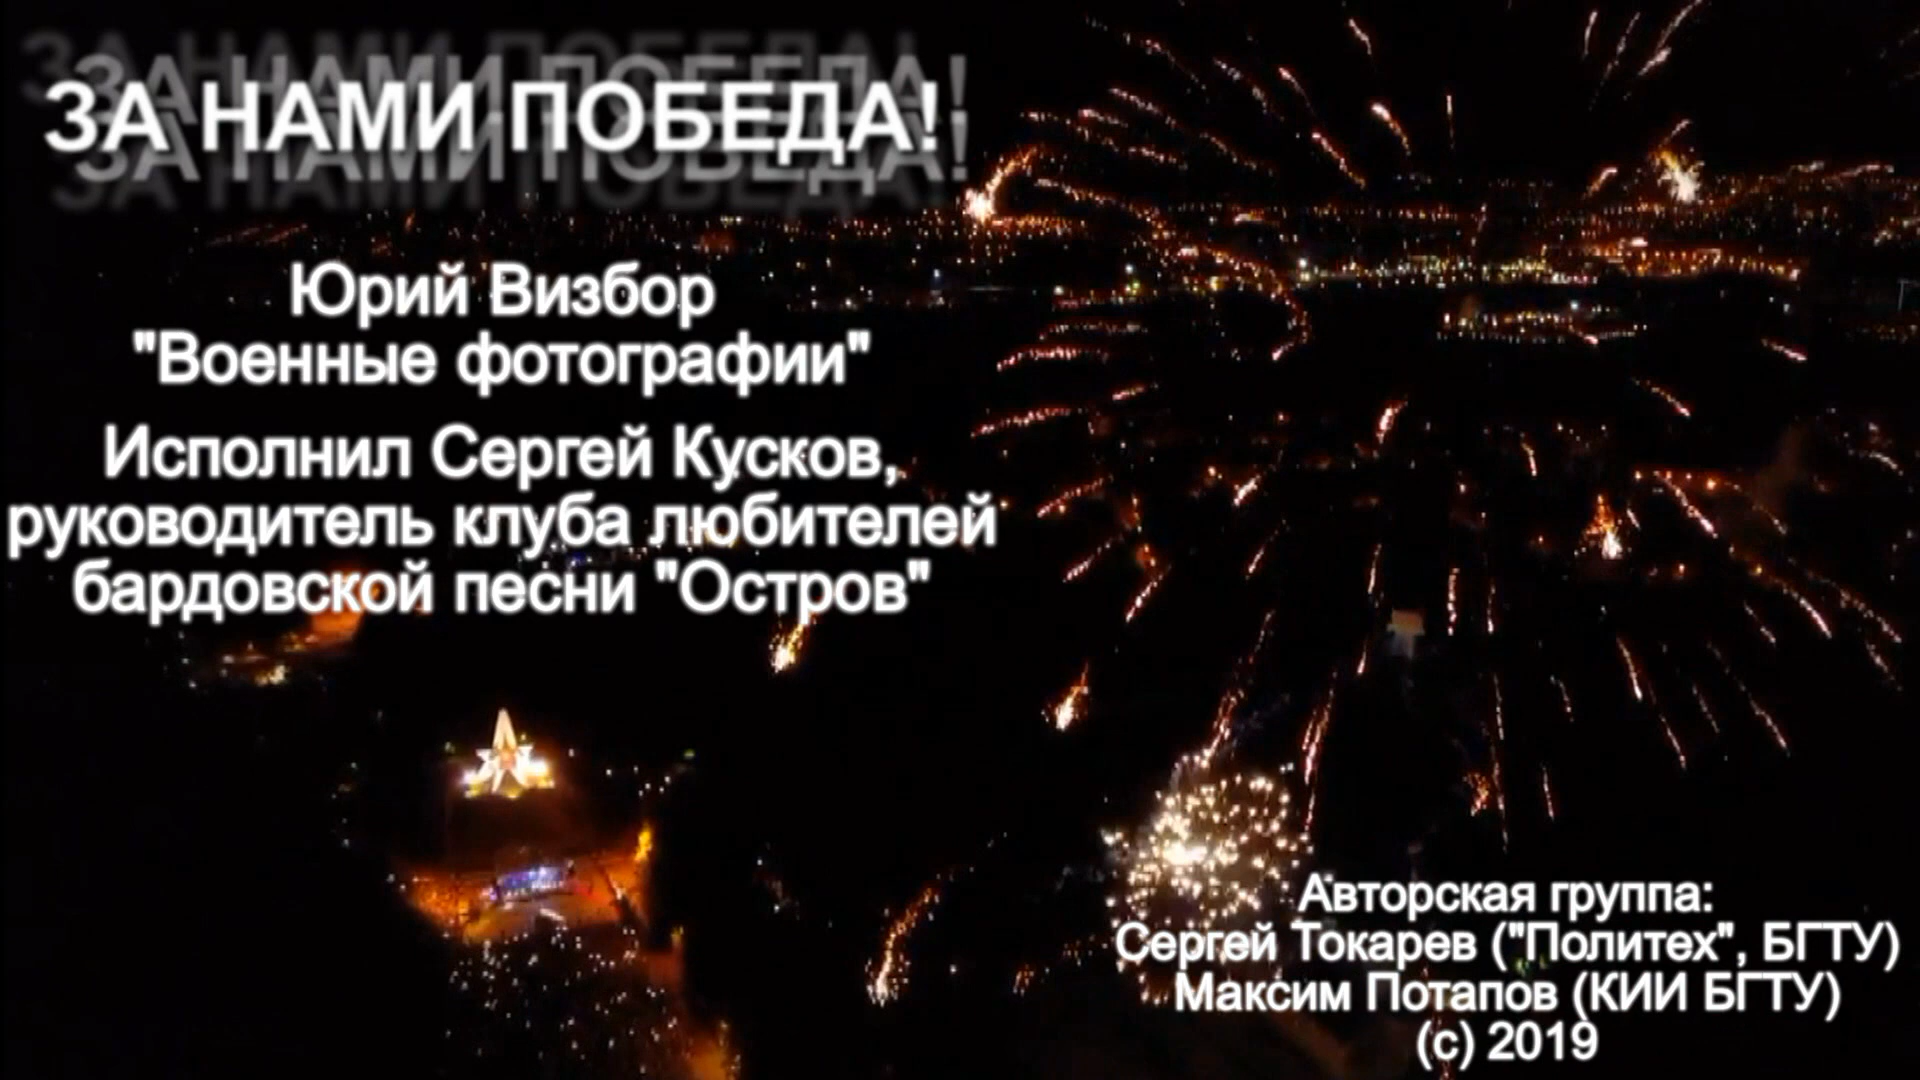 ЗА НАМИ ПОБЕДА!
Юрий Визбор
"Военные фотографии"
Исполнил Сергей Кусков,
руководитель клуба любителей
бардовской песни "Остров"
Авторская группа:
Сергей Токарев ("Политех", БГТУ)
Максим Потапов (КИИ БГТУ)
(с) 2019